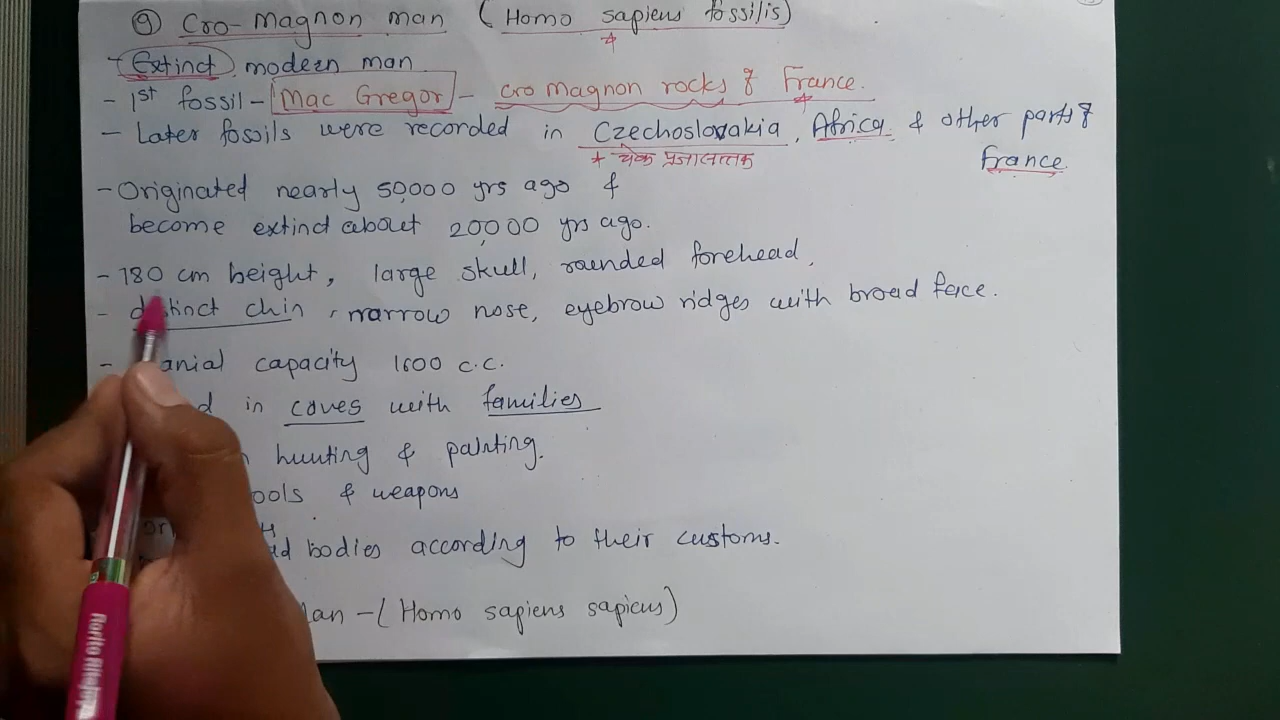 ⑨ Cro-Magnon man (Homo sapiens fossilis)
- Extinct modern man
- 1st fossil - Mac Gregor - cro magnon rocks of France.
- Later fossils were recorded in Czechoslovakia, Africa & other parts of France
* चेक प्रजासत्ताक
- Originated nearly 50,000 yrs ago &
become extinct about 20,000 yrs ago.
- 180 cm height, large skull, rounded forehead,
- distinct chin, narrow nose, eyebrow ridges with broad face.
- anial capacity 1600 c.c.
d in caves with families
hunting & painting.
ools & weapons
bodies according to their customs.
an - (Homo sapiens sapiens)